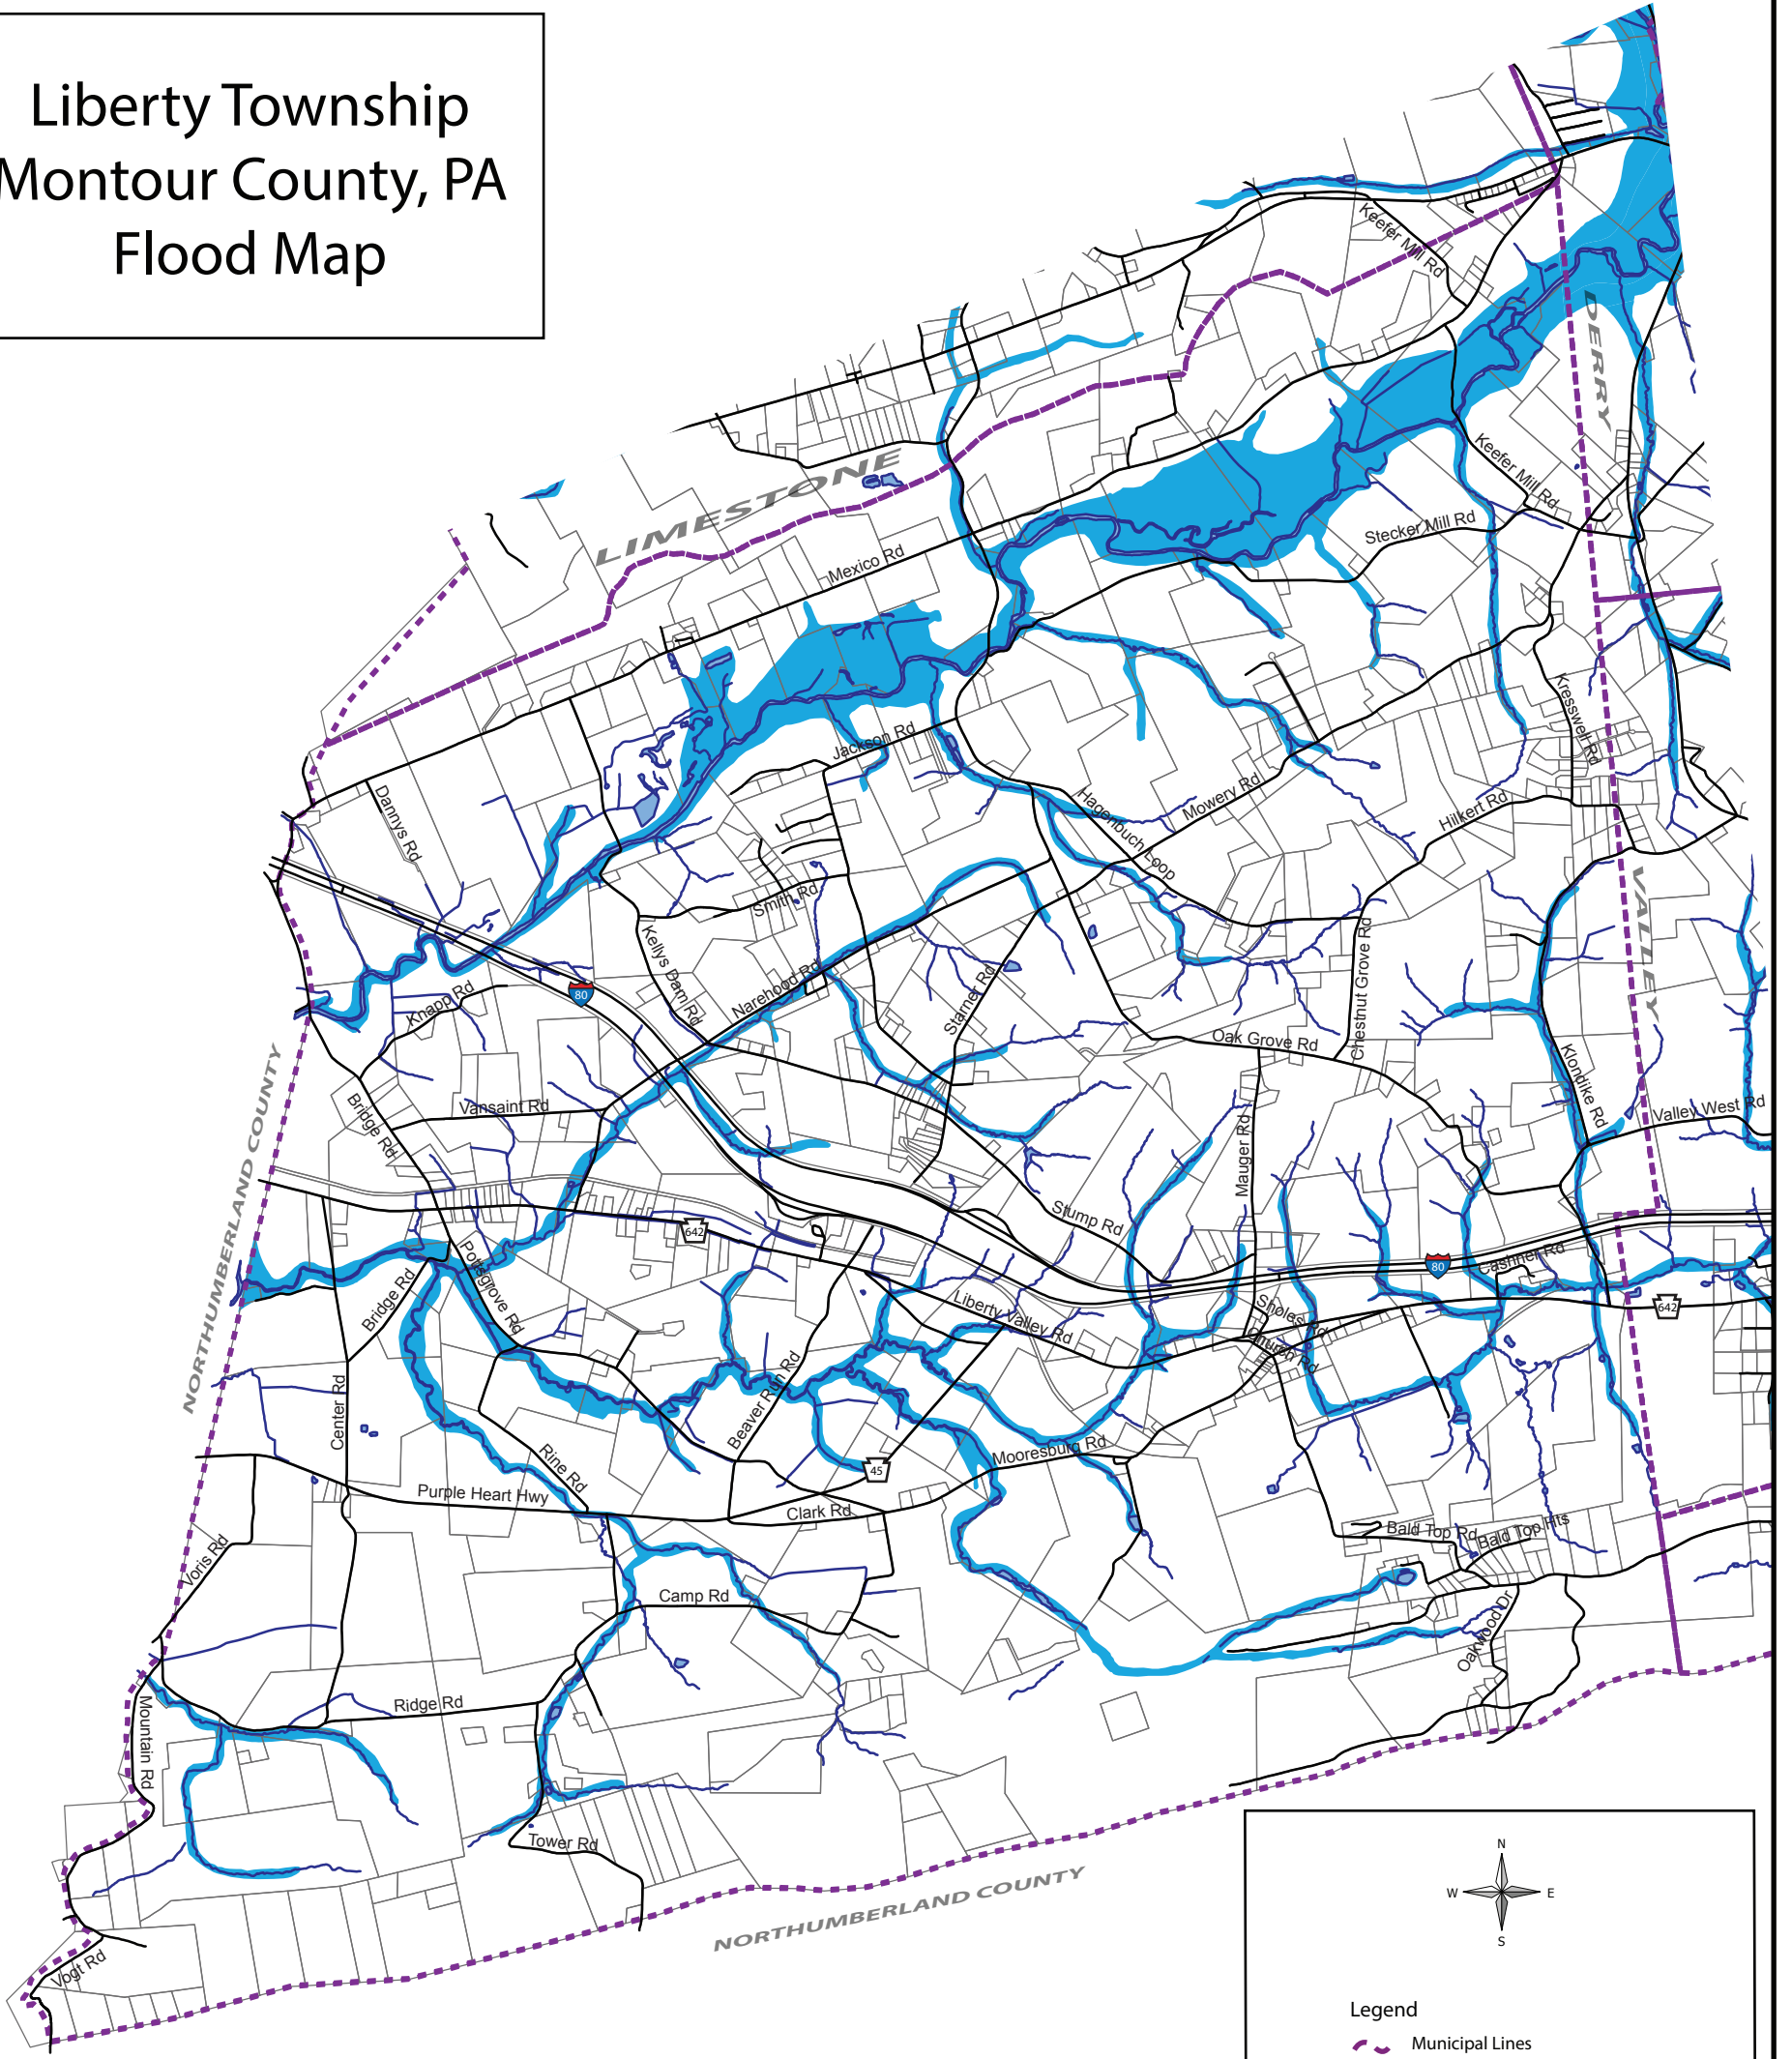 Liberty Township
Montour County, PA
Flood Map
Keefer Mill Rd
DERRY
LIMESTONE
Keefer Mill Rd
Stecker Mill Rd
Mexico Rd
Kresswell Rd
Jackson Rd
Dannys Rd
Hagenbuch Loop
Mowery Rd
Hilkert Rd
Smith Rd
VALLEY
Kellys Dam Rd
Narehood Rd
Starner Rd
Chestnut Grove Rd
Knapp Rd
80
Oak Grove Rd
NORTHUMBERLAND COUNTY
Bridge Rd
Vansaint Rd
Klondike Rd
Valley West Rd
Mauger Rd
Stump Rd
642
Pottsgrove Rd
80
Cashner Rd
Bridge Rd
Liberty Valley Rd
Sholes Rd
642
Church Rd
Center Rd
Beaver Run Rd
Mooresburg Rd
45
Rine Rd
Purple Heart Hwy
Clark Rd
Bald Top Rd
Bald Top Hts
Voris Rd
Camp Rd
Oakwood Dr
Mountain Rd
Ridge Rd
Tower Rd
NORTHUMBERLAND COUNTY
Vogt Rd
N
W E
S
Legend
Municipal Lines